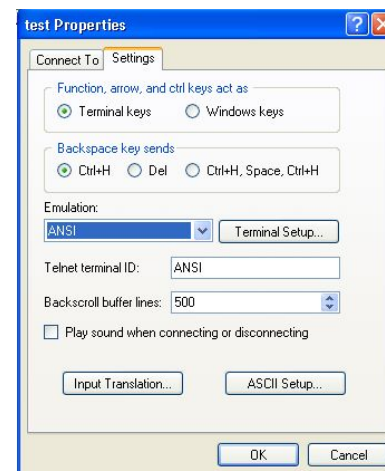 test Properties
Connect To Settings
Function, arrow, and ctrl keys act as
Terminal keys Windows keys
Backspace key sends
Ctrl+H Del Ctrl+H, Space, Ctrl+H
Emulation:
ANSI Terminal Setup...
Telnet terminal ID: ANSI
Backscroll buffer lines: 500
Play sound when connecting or disconnecting
Input Translation... ASCII Setup...
OK Cancel